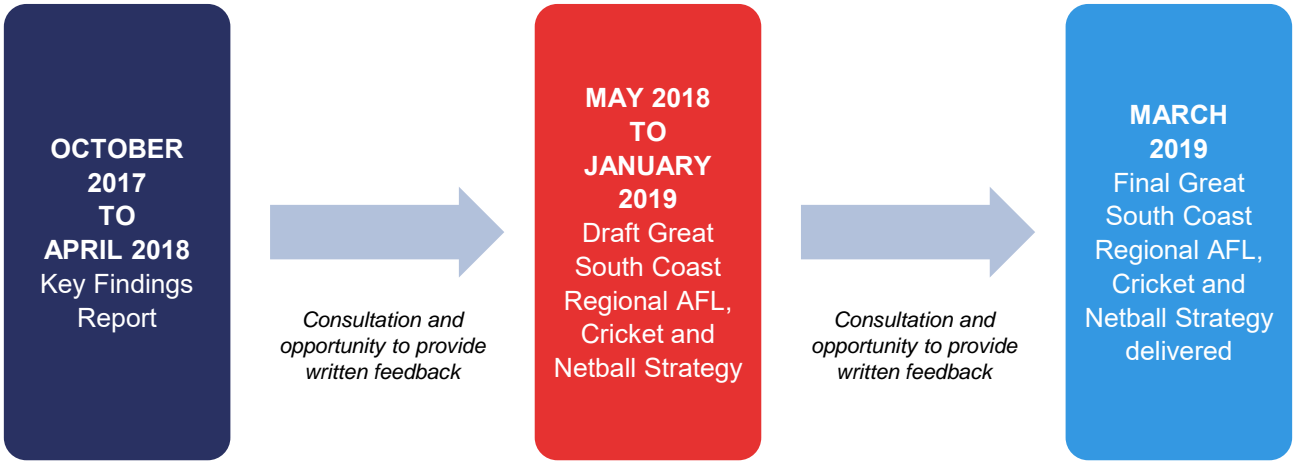 OCTOBER
2017
TO
APRIL 2018
Key Findings
Report
Consultation and
opportunity to provide
written feedback
MAY 2018
TO
JANUARY
2019
Draft Great
South Coast
Regional AFL,
Cricket and
Netball Strategy
Consultation and
opportunity to provide
written feedback
MARCH
2019
Final Great
South Coast
Regional AFL,
Cricket and
Netball Strategy
delivered